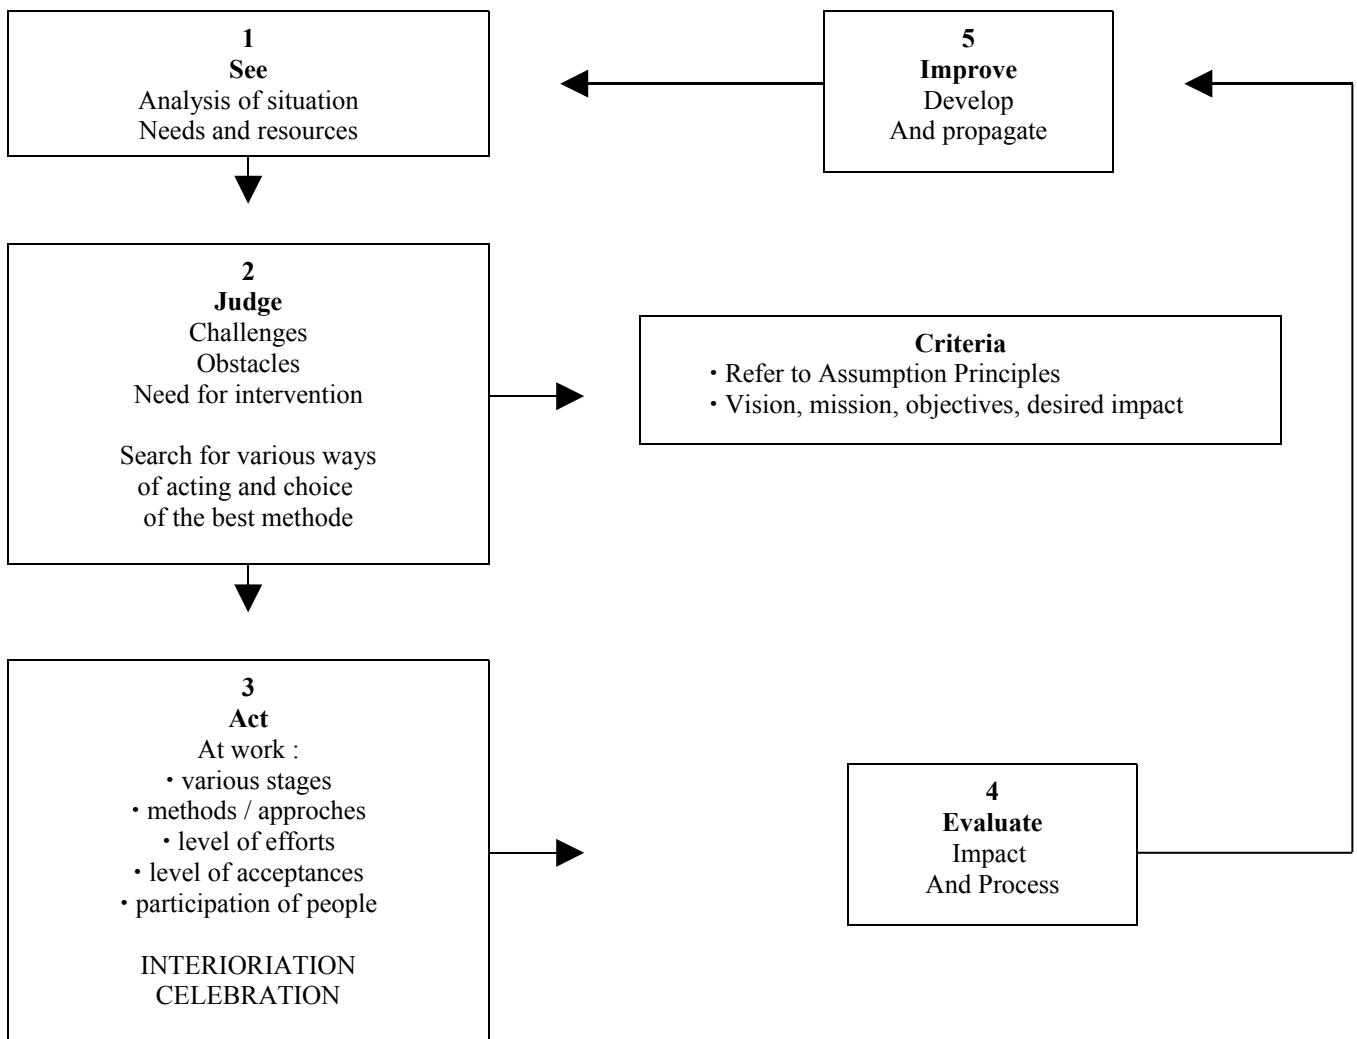 1
See
Analysis of situation
Needs and resources
2
Judge
Challenges
Obstacles
Need for intervention
Search for various ways
of acting and choice
of the best methode
Criteria
• Refer to Assumption Principles
• Vision, mission, objectives, desired impact
3
Act
At work :
• various stages
• methods / approches
• level of efforts
• level of acceptances
• participation of people
INTERIORIATION
CELEBRATION
4
Evaluate
Impact
And Process
5
Improve
Develop
And propagate